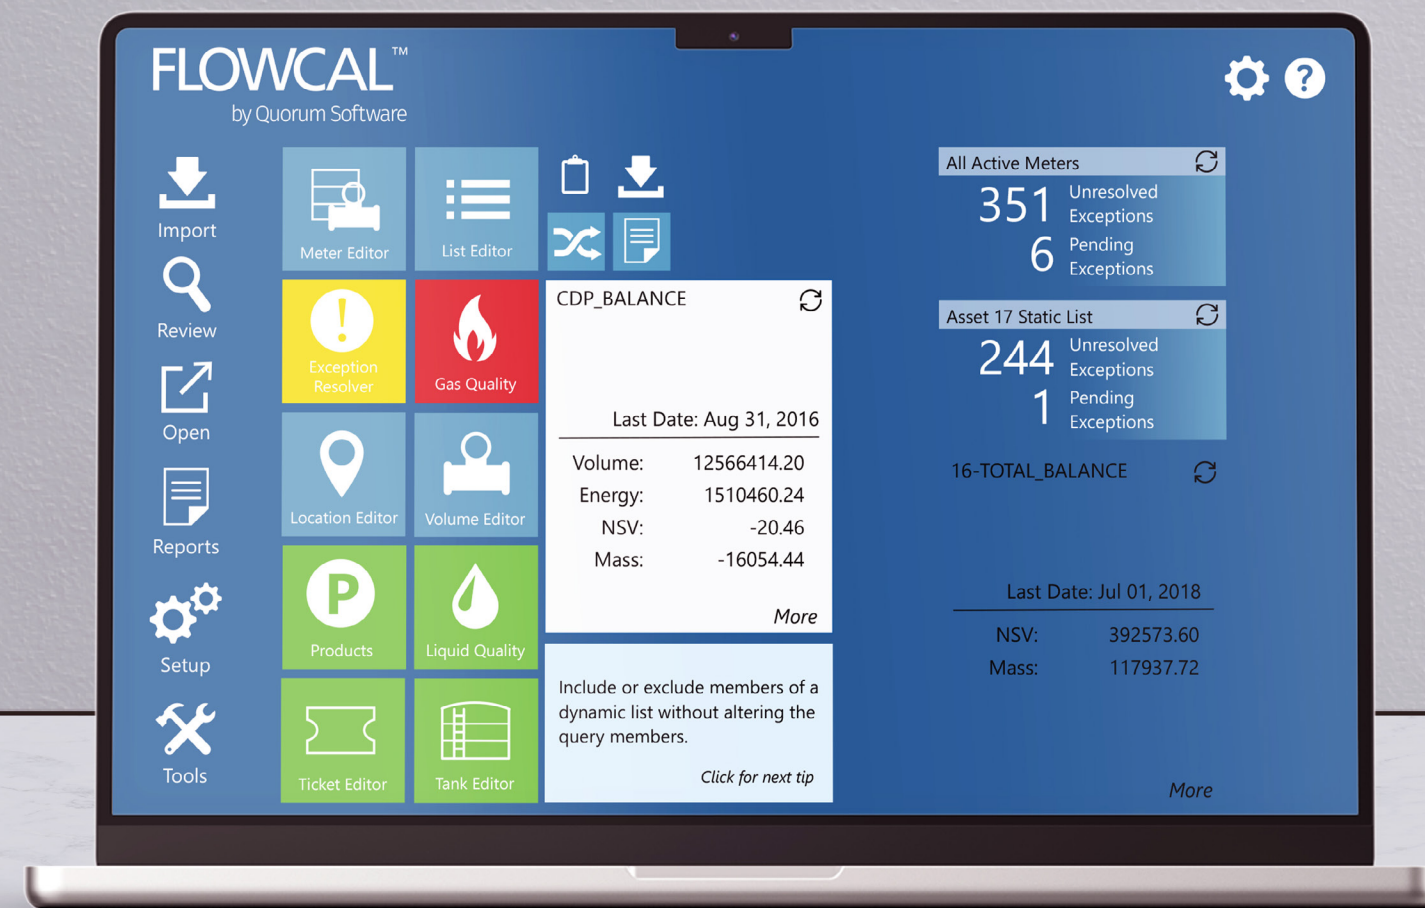 FLOWCAL™
by Quorum Software
Import
Review
Open
Reports
Setup
Tools
Meter Editor
List Editor
Exception
Resolver
Gas Quality
Location Editor
Volume Editor
P
Products
Liquid Quality
Ticket Editor
Tank Editor
CDP_BALANCE
Last Date: Aug 31, 2016
Volume: 12566414.20
Energy: 1510460.24
NSV: -20.46
Mass: -16054.44
More
Include or exclude members of a
dynamic list without altering the
query members.
Click for next tip
?
All Active Meters
351 Unresolved
Exceptions
6 Pending
Exceptions
Asset 17 Static List
244 Unresolved
Exceptions
1 Pending
Exceptions
16-TOTAL_BALANCE
Last Date: Jul 01, 2018
NSV: 392573.60
Mass: 117937.72
More